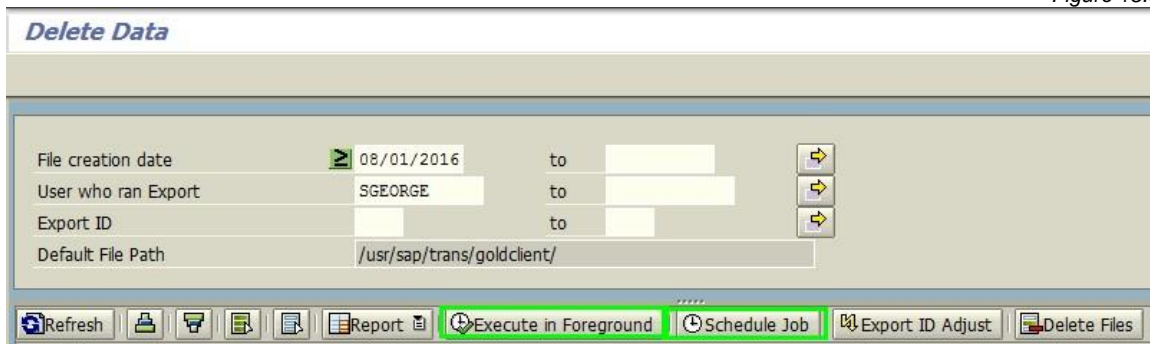 Delete Data
File creation date ≥ 08/01/2016 to
User who ran Export SGEORGE to
Export ID to
Default File Path /usr/sap/trans/goldclient/
Refresh Report Execute in Foreground Schedule Job Export ID Adjust Delete Files